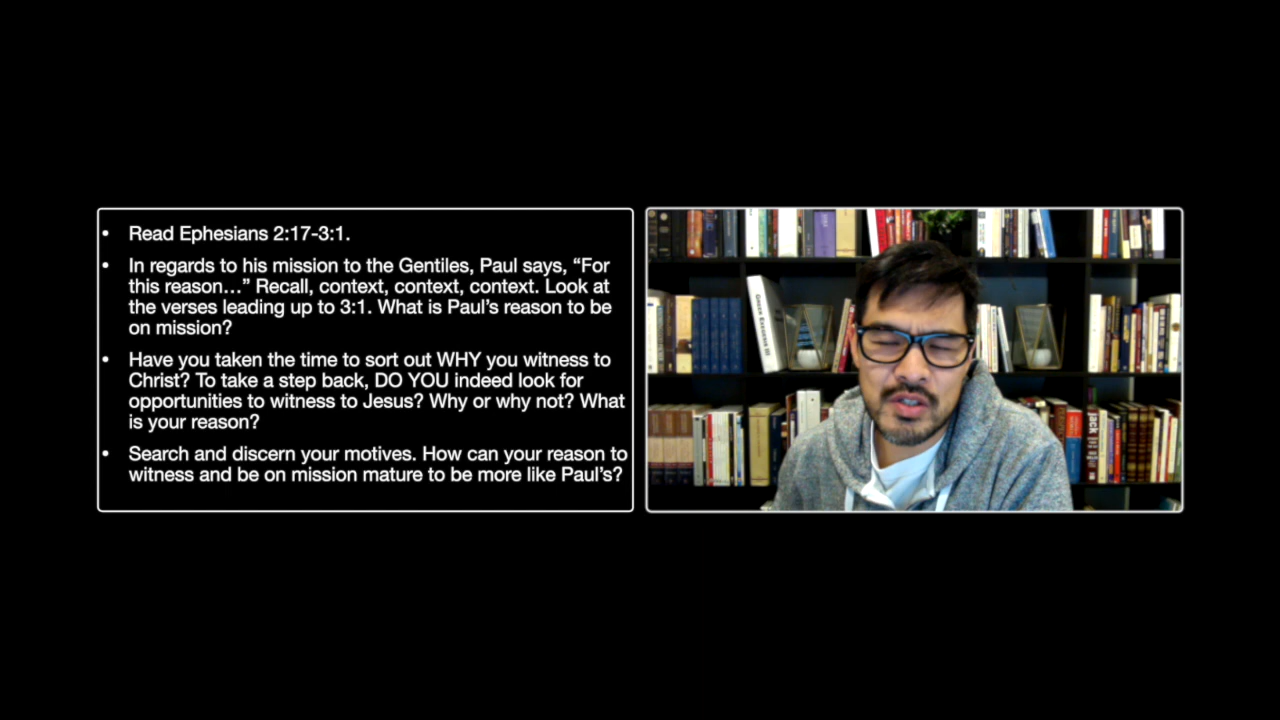 • Read Ephesians 2:17-3:1.
• In regards to his mission to the Gentiles, Paul says, “For
this reason…” Recall, context, context, context. Look at
the verses leading up to 3:1. What is Paul’s reason to be
on mission?
• Have you taken the time to sort out WHY you witness to
Christ? To take a step back, DO YOU indeed look for
opportunities to witness to Jesus? Why or why not? What
is your reason?
• Search and discern your motives. How can your reason to
witness and be on mission mature to be more like Paul’s?
jack